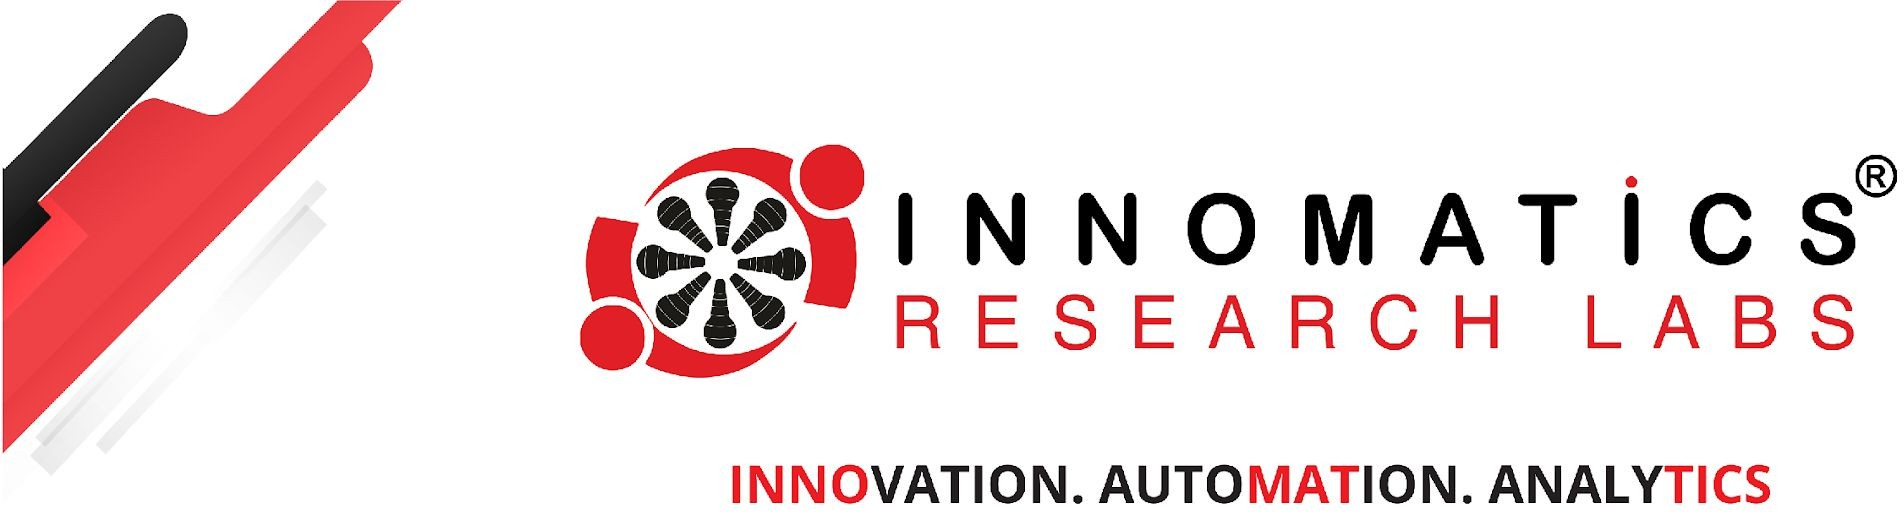 INNOMATiCS®
RESEARCH LABS
INNOVATION. AUTOMATION. ANALYTICS